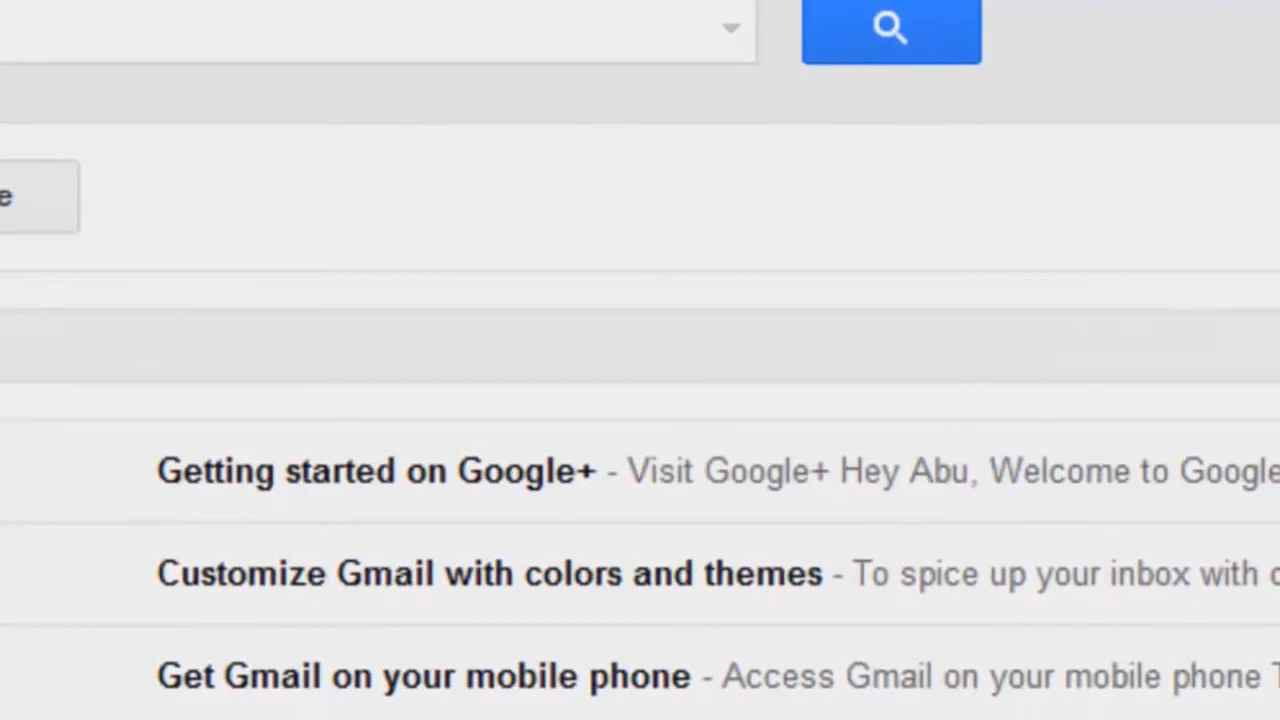 e
Getting started on Google+ - Visit Google+ Hey Abu, Welcome to Google
Customize Gmail with colors and themes - To spice up your inbox with c
Get Gmail on your mobile phone - Access Gmail on your mobile phone T